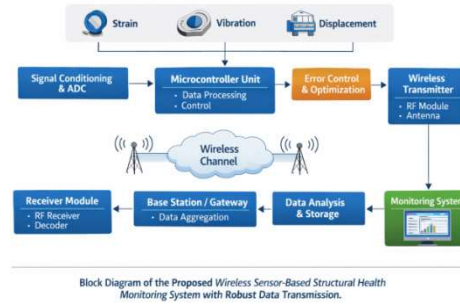 Strain
Vibration
Displacement
Signal Conditioning
& ADC
Microcontroller Unit
• Data Processing
• Control
Error Control
& Optimization
Wireless
Transmitter
• RF Module
• Antenna
Wireless
Channel
Receiver Module
• RF Receiver
• Decoder
Base Station / Gateway
• Data Aggregation
Data Analysis
& Storage
Monitoring System
Block Diagram of the Proposed Wireless Sensor-Based Structural Health
Monitoring System with Robust Data Transmission.